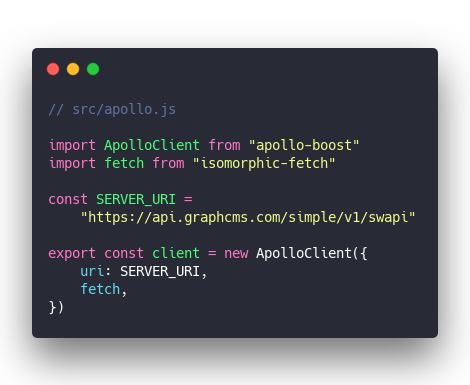 // src/apollo.js

import ApolloClient from "apollo-boost"
import fetch from "isomorphic-fetch"

const SERVER_URI =
    "https://api.graphcms.com/simple/v1/swapi"

export const client = new ApolloClient({
    uri: SERVER_URI,
    fetch,
})